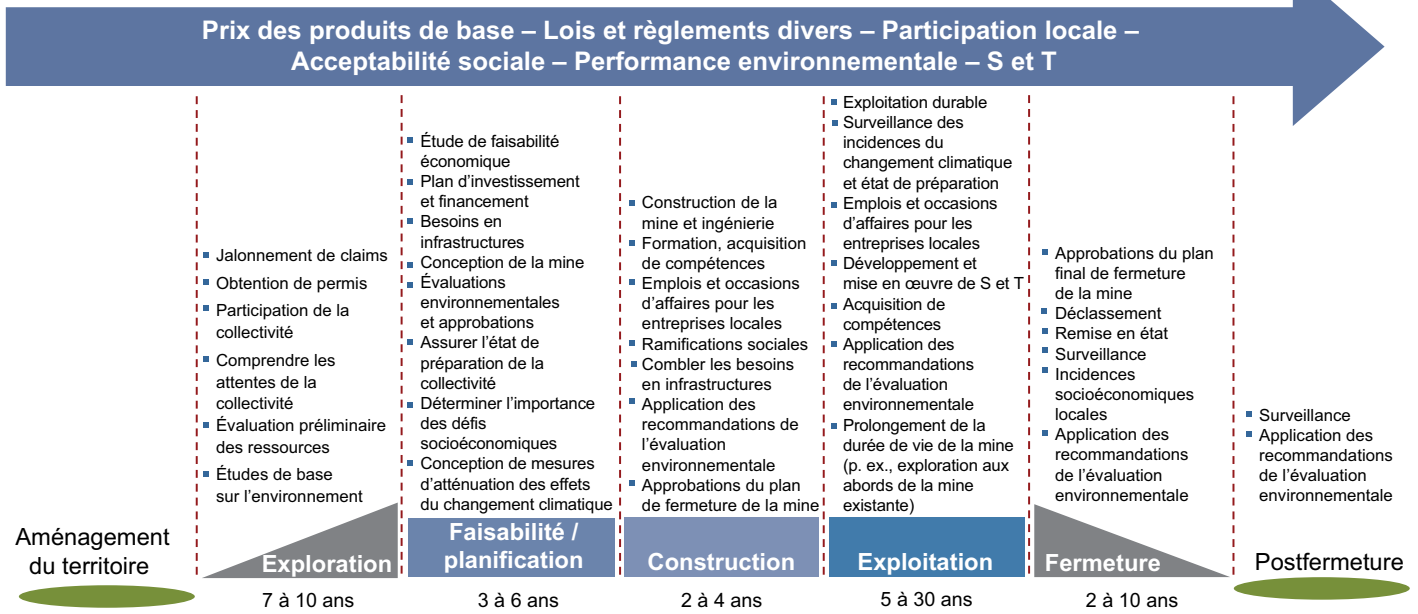 Prix des produits de base – Lois et règlements divers – Participation locale –
Acceptabilité sociale – Performance environnementale – S et T
Aménagement
du territoire
▪ Jalonnement de claims
▪ Obtention de permis
▪ Participation de la
collectivité
▪ Comprendre les
attentes de la
collectivité
▪ Évaluation préliminaire
des ressources
▪ Études de base
sur l’environnement
Exploration
7 à 10 ans
▪ Étude de faisabilité
économique
▪ Plan d’investissement
et financement
▪ Besoins en
infrastructures
▪ Conception de la mine
▪ Évaluations
environnementales
et approbations
▪ Assurer l’état de
préparation de la
collectivité
▪ Déterminer l’importance
des défis
socioéconomiques
▪ Conception de mesures
d’atténuation des effets
du changement climatique
Faisabilité /
planification
3 à 6 ans
▪ Construction de la
mine et ingénierie
▪ Formation, acquisition
de compétences
▪ Emplois et occasions
d’affaires pour les
entreprises locales
▪ Ramifications sociales
▪ Combler les besoins
en infrastructures
▪ Application des
recommandations de
l’évaluation
environnementale
▪ Approbations du plan
de fermeture de la mine
Construction
2 à 4 ans
▪ Exploitation durable
▪ Surveillance des
incidences du
changement climatique
et état de préparation
▪ Emplois et occasions
d’affaires pour les
entreprises locales
▪ Développement et
mise en œuvre de S et T
▪ Acquisition de
compétences
▪ Application des
recommandations
de l’évaluation
environnementale
▪ Prolongement de la
durée de vie de la mine
(p. ex., exploration aux
abords de la mine
existante)
Exploitation
5 à 30 ans
▪ Approbations du plan
final de fermeture
de la mine
▪ Déclassement
▪ Remise en état
▪ Surveillance
▪ Incidences
socioéconomiques
locales
▪ Application des
recommandations
de l’évaluation
environnementale
Fermeture
2 à 10 ans
▪ Surveillance
▪ Application des
recommandations
de l’évaluation
environnementale
Postfermeture